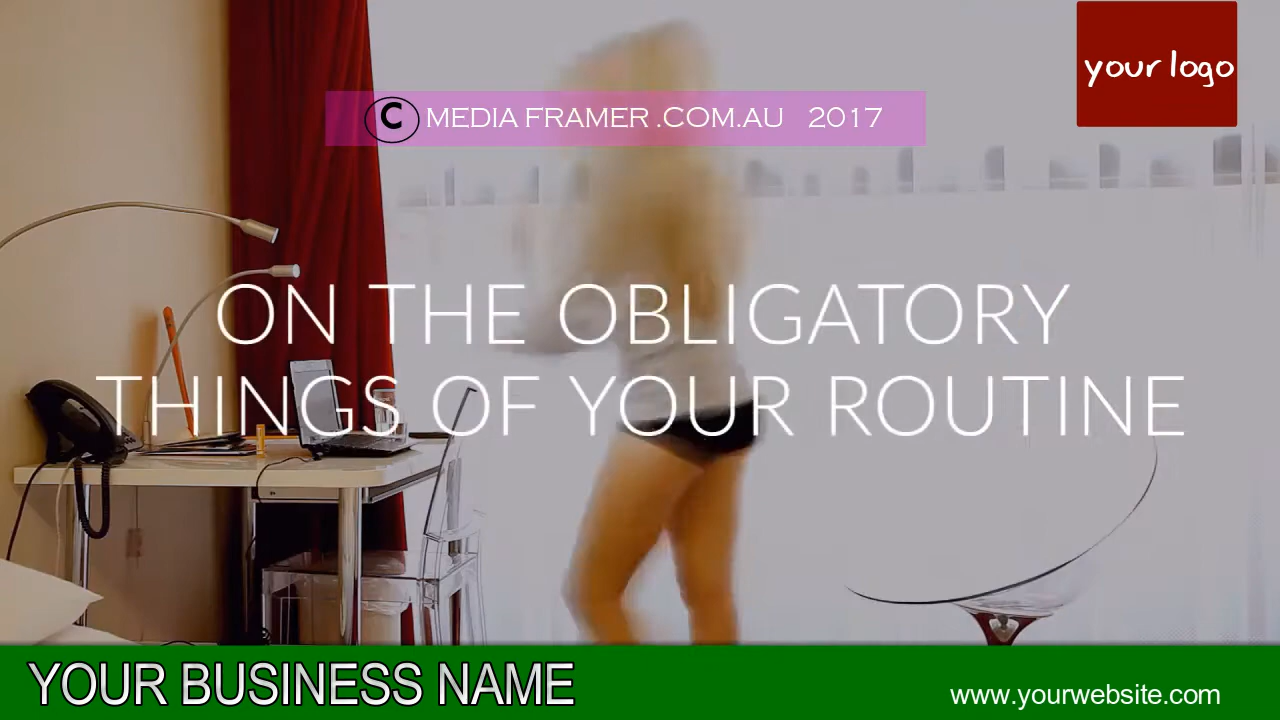 your logo
© MEDIA FRAMER .COM.AU 2017
ON THE OBLIGATORY
THINGS OF YOUR ROUTINE
YOUR BUSINESS NAME
www.yourwebsite.com